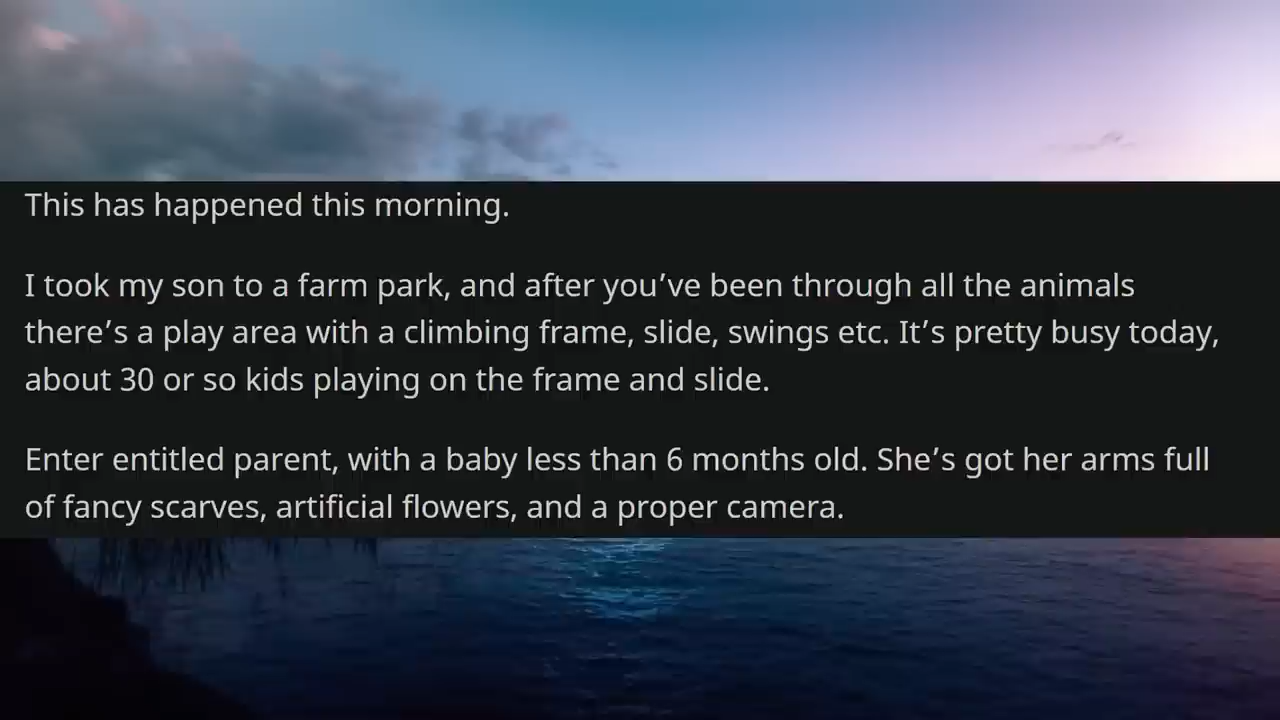 This has happened this morning.
I took my son to a farm park, and after you’ve been through all the animals
there’s a play area with a climbing frame, slide, swings etc. It’s pretty busy today,
about 30 or so kids playing on the frame and slide.
Enter entitled parent, with a baby less than 6 months old. She’s got her arms full
of fancy scarves, artificial flowers, and a proper camera.